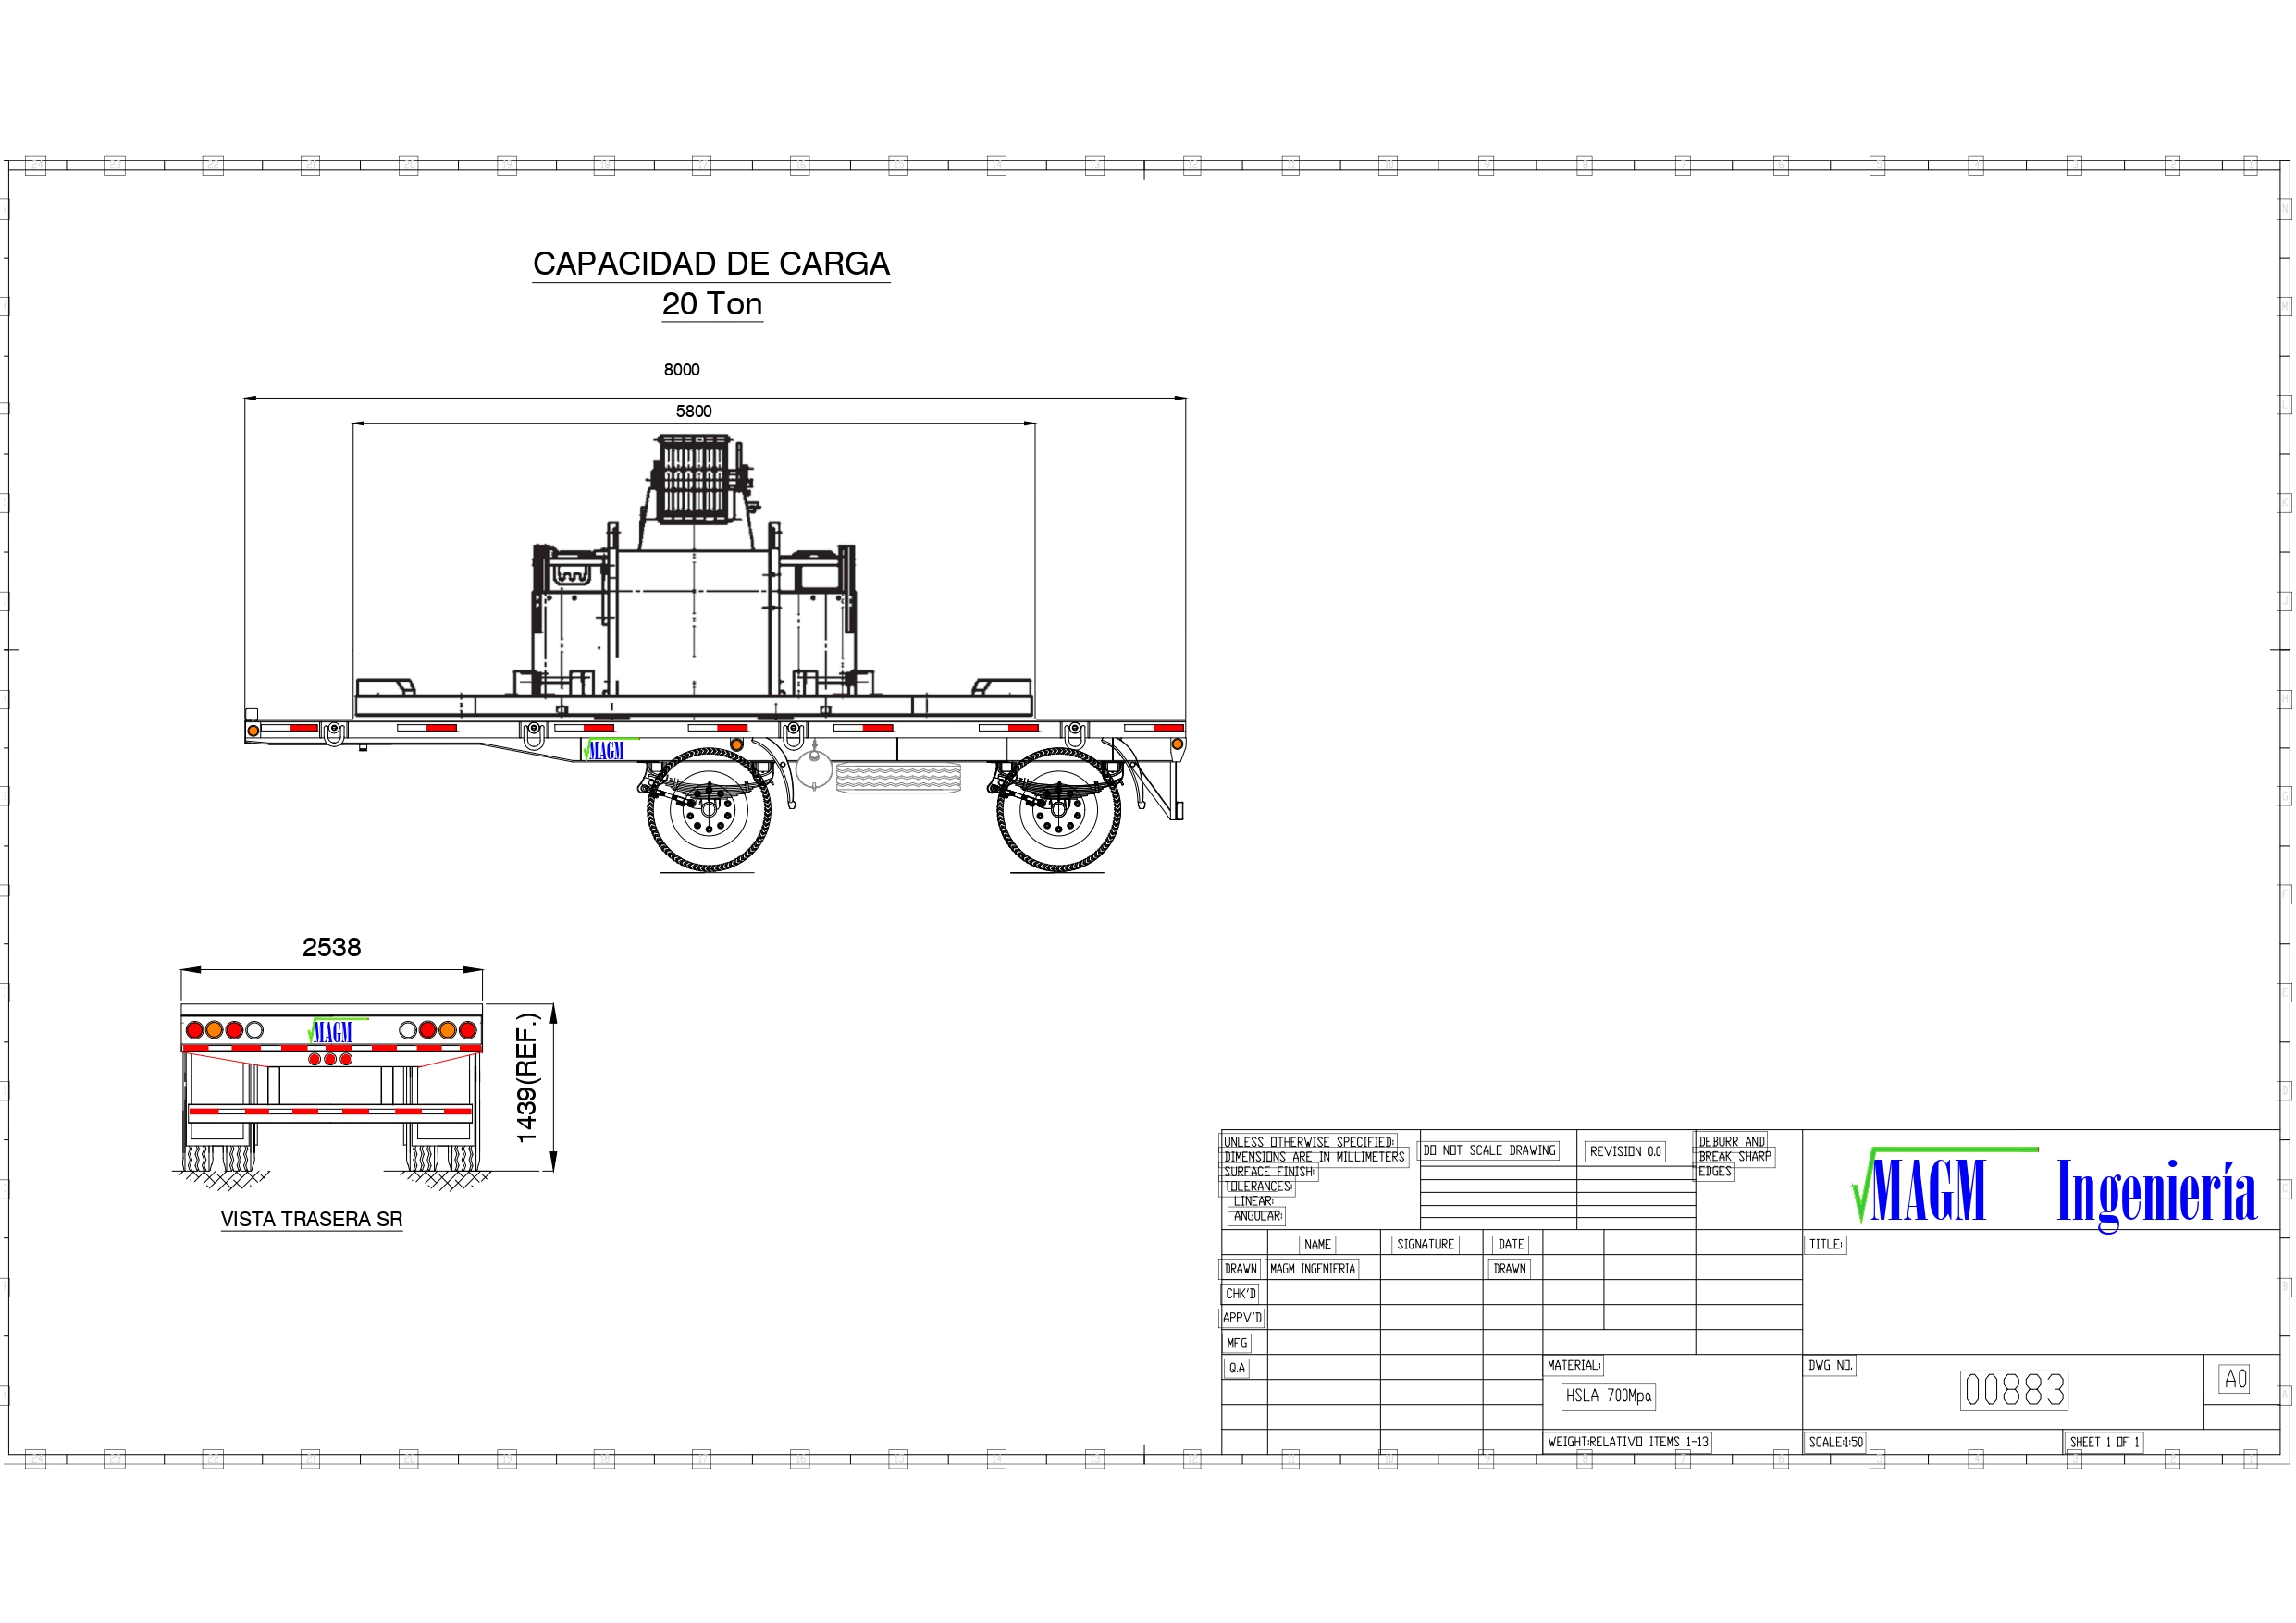 CAPACIDAD DE CARGA
20 Ton
8000
5800
MAGM
2538
MAGM
1439(REF.)
VISTA TRASERA SR
UNLESS OTHERWISE SPECIFIED:
DIMENSIONS ARE IN MILLIMETERS
SURFACE FINISH:
TOLERANCES:
LINEAR:
ANGULAR:
DO NOT SCALE DRAWING
REVISION 0.0
DEBURR AND
BREAK SHARP
EDGES
MAGM Ingeniería
NAME SIGNATURE DATE
TITLE:
DRAWN MAGM INGENIERIA DRAWN
CHK'D
APPV'D
MFG
Q.A
MATERIAL:
HSLA 700Mpa
DWG NO.
00883
A0
WEIGHT:RELATIVO ITEMS 1-13
SCALE:1:50
SHEET 1 OF 1